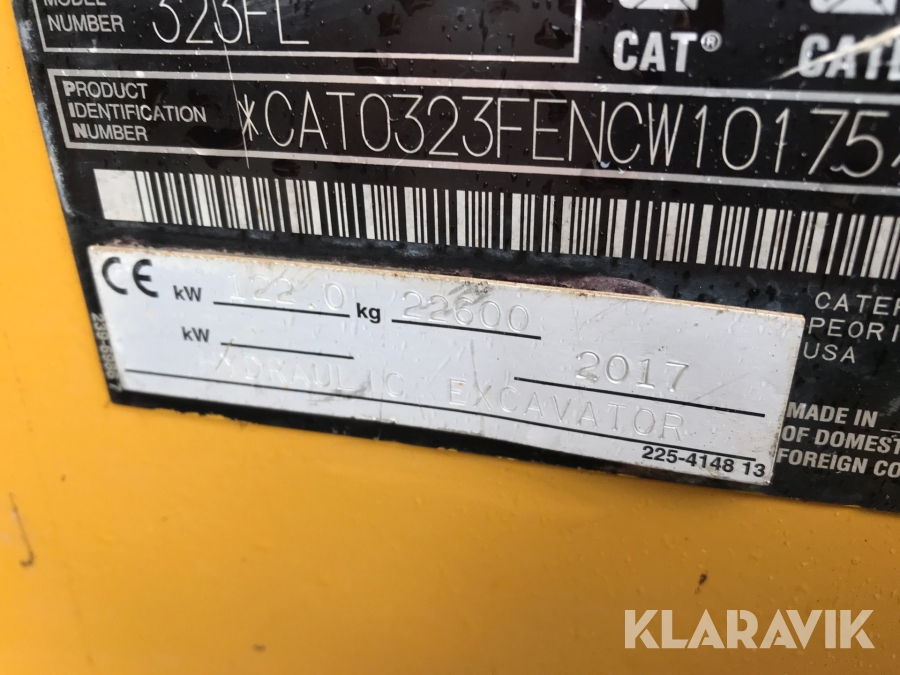 MODEL
NUMBER 323FL
CAT®
PRODUCT
IDENTIFICATION
NUMBER
*CAT0323FENCW10175
CE kW 122.0 kg 22600
kW
2017
DRAULIC EXCAVATOR
225-4148 13
CATER
PEORI
USA
MADE IN
OF DOMEST
FOREIGN CO
KLARAVIK